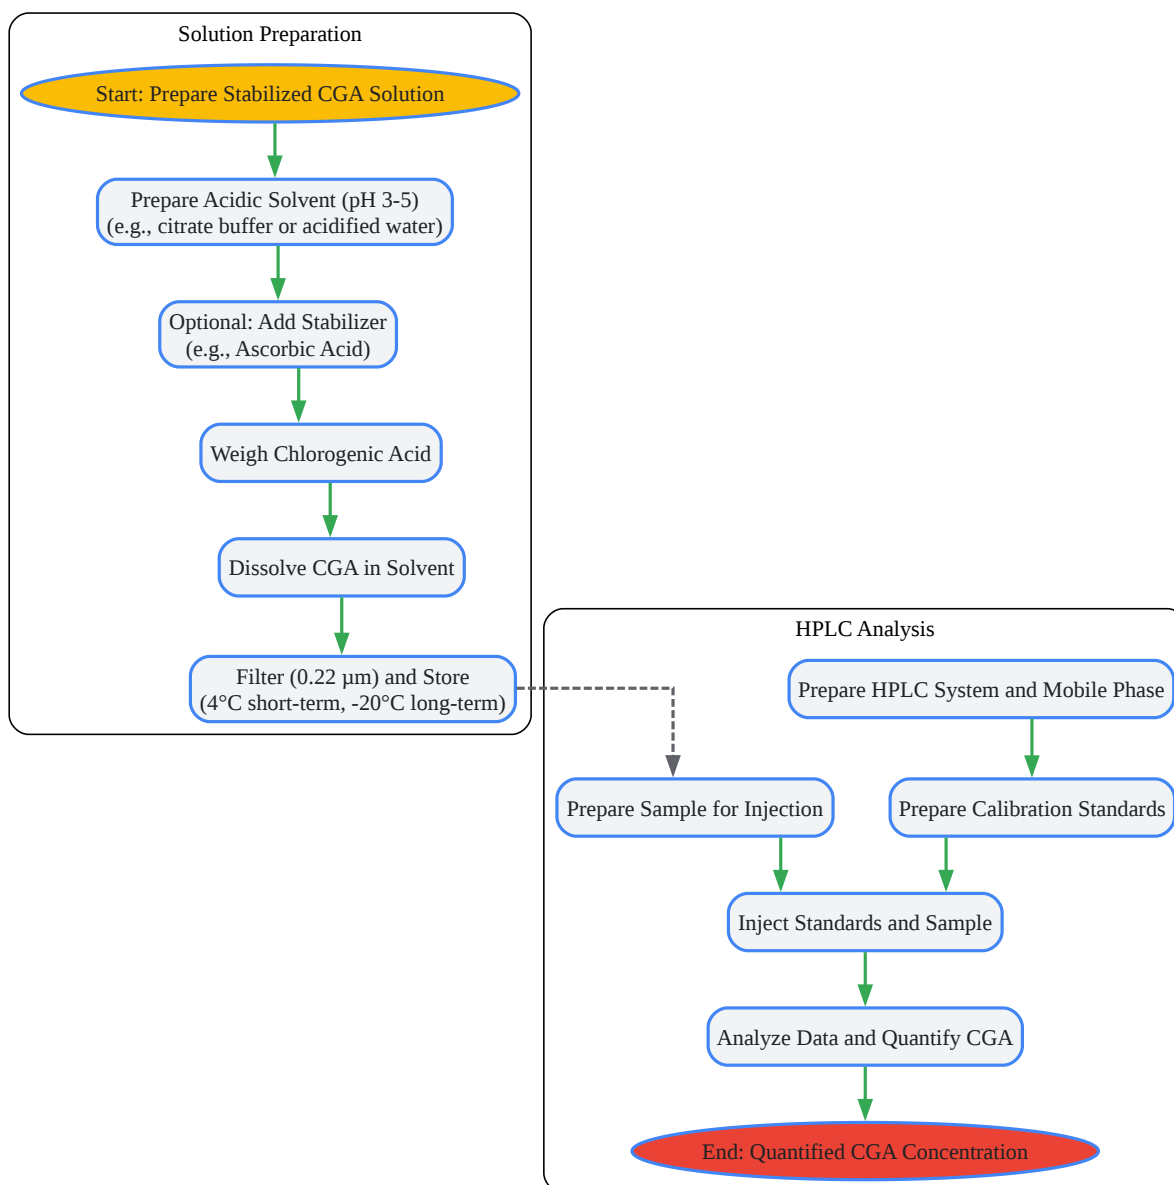 Solution Preparation
Start: Prepare Stabilized CGA Solution
Prepare Acidic Solvent (pH 3-5)
(e.g., citrate buffer or acidified water)
Optional: Add Stabilizer
(e.g., Ascorbic Acid)
Weigh Chlorogenic Acid
Dissolve CGA in Solvent
Filter (0.22 µm) and Store
(4°C short-term, -20°C long-term)
HPLC Analysis
Prepare HPLC System and Mobile Phase
Prepare Sample for Injection
Prepare Calibration Standards
Inject Standards and Sample
Analyze Data and Quantify CGA
End: Quantified CGA Concentration